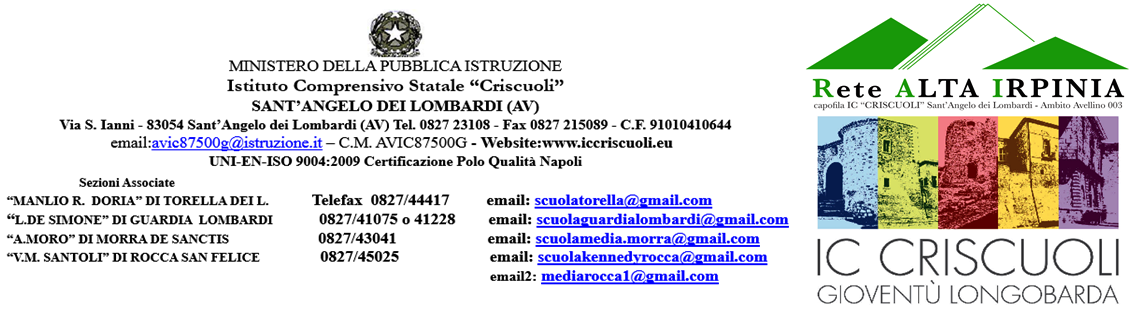 MINISTERO DELLA PUBBLICA ISTRUZIONE
Istituto Comprensivo Statale “Criscuoli”
SANT’ANGELO DEI LOMBARDI (AV)
Via S. Ianni - 83054 Sant’Angelo dei Lombardi (AV) Tel. 0827 23108 - Fax 0827 215089 - C.F. 91010410644
email:avic87500g@istruzione.it – C.M. AVIC87500G - Website:www.iccriscuoli.eu
UNI-EN-ISO 9004:2009 Certificazione Polo Qualità Napoli
Sezioni Associate
“MANLIO R. DORIA” DI TORELLA DEI L. Telefax 0827/44417 email: scuolatorella@gmail.com
“L.DE SIMONE” DI GUARDIA LOMBARDI 0827/41075 o 41228 email: scuolaguardialombardi@gmail.com
“A.MORO” DI MORRA DE SANCTIS 0827/43041 email: scuolamedia.morra@gmail.com
“V.M. SANTOLI” DI ROCCA SAN FELICE 0827/45025 email: scuolakennedyrocca@gmail.com
email2: mediarocca1@gmail.com
Rete ALTA IRPINIA
capofila IC “CRISCUOLI” Sant’Angelo dei Lombardi - Ambito Avellino 003
IC CRISCUOLI
GIOVENTÙ LONGOBARDA